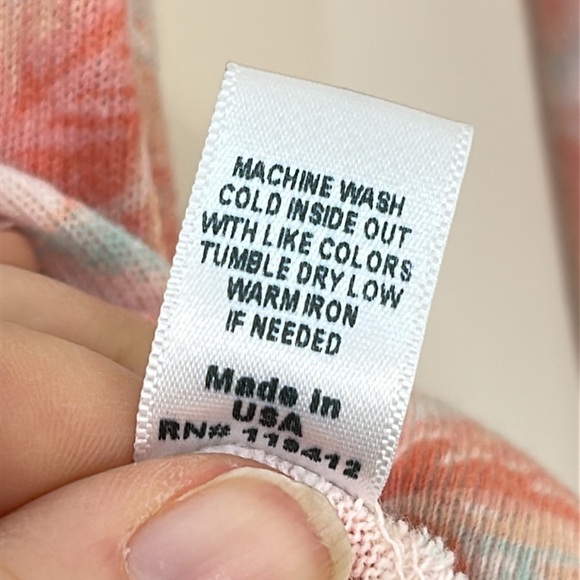 MACHINE WASH
COLD INSIDE OUT
WITH LIKE COLORS
TUMBLE DRY LOW
WARM IRON
IF NEEDED
Made in
USA
RN# 119412